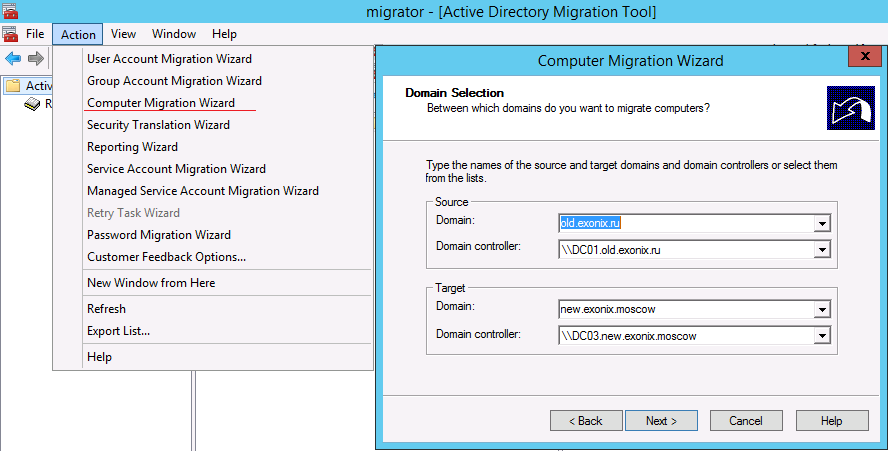 migrator - [Active Directory Migration Tool]
File Action View Window Help
Activ
R
User Account Migration Wizard
Group Account Migration Wizard
Computer Migration Wizard
Security Translation Wizard
Reporting Wizard
Service Account Migration Wizard
Managed Service Account Migration Wizard
Retry Task Wizard
Password Migration Wizard
Customer Feedback Options...
New Window from Here
Refresh
Export List...
Help
Computer Migration Wizard
x
Domain Selection
Between which domains do you want to migrate computers?
Type the names of the source and target domains and domain controllers or select them
from the lists.
Source
Domain: old.exonix.ru
Domain controller: \\DC01.old.exonix.ru
Target
Domain: new.exonix.moscow
Domain controller: \\DC03.new.exonix.moscow
< Back Next > Cancel Help